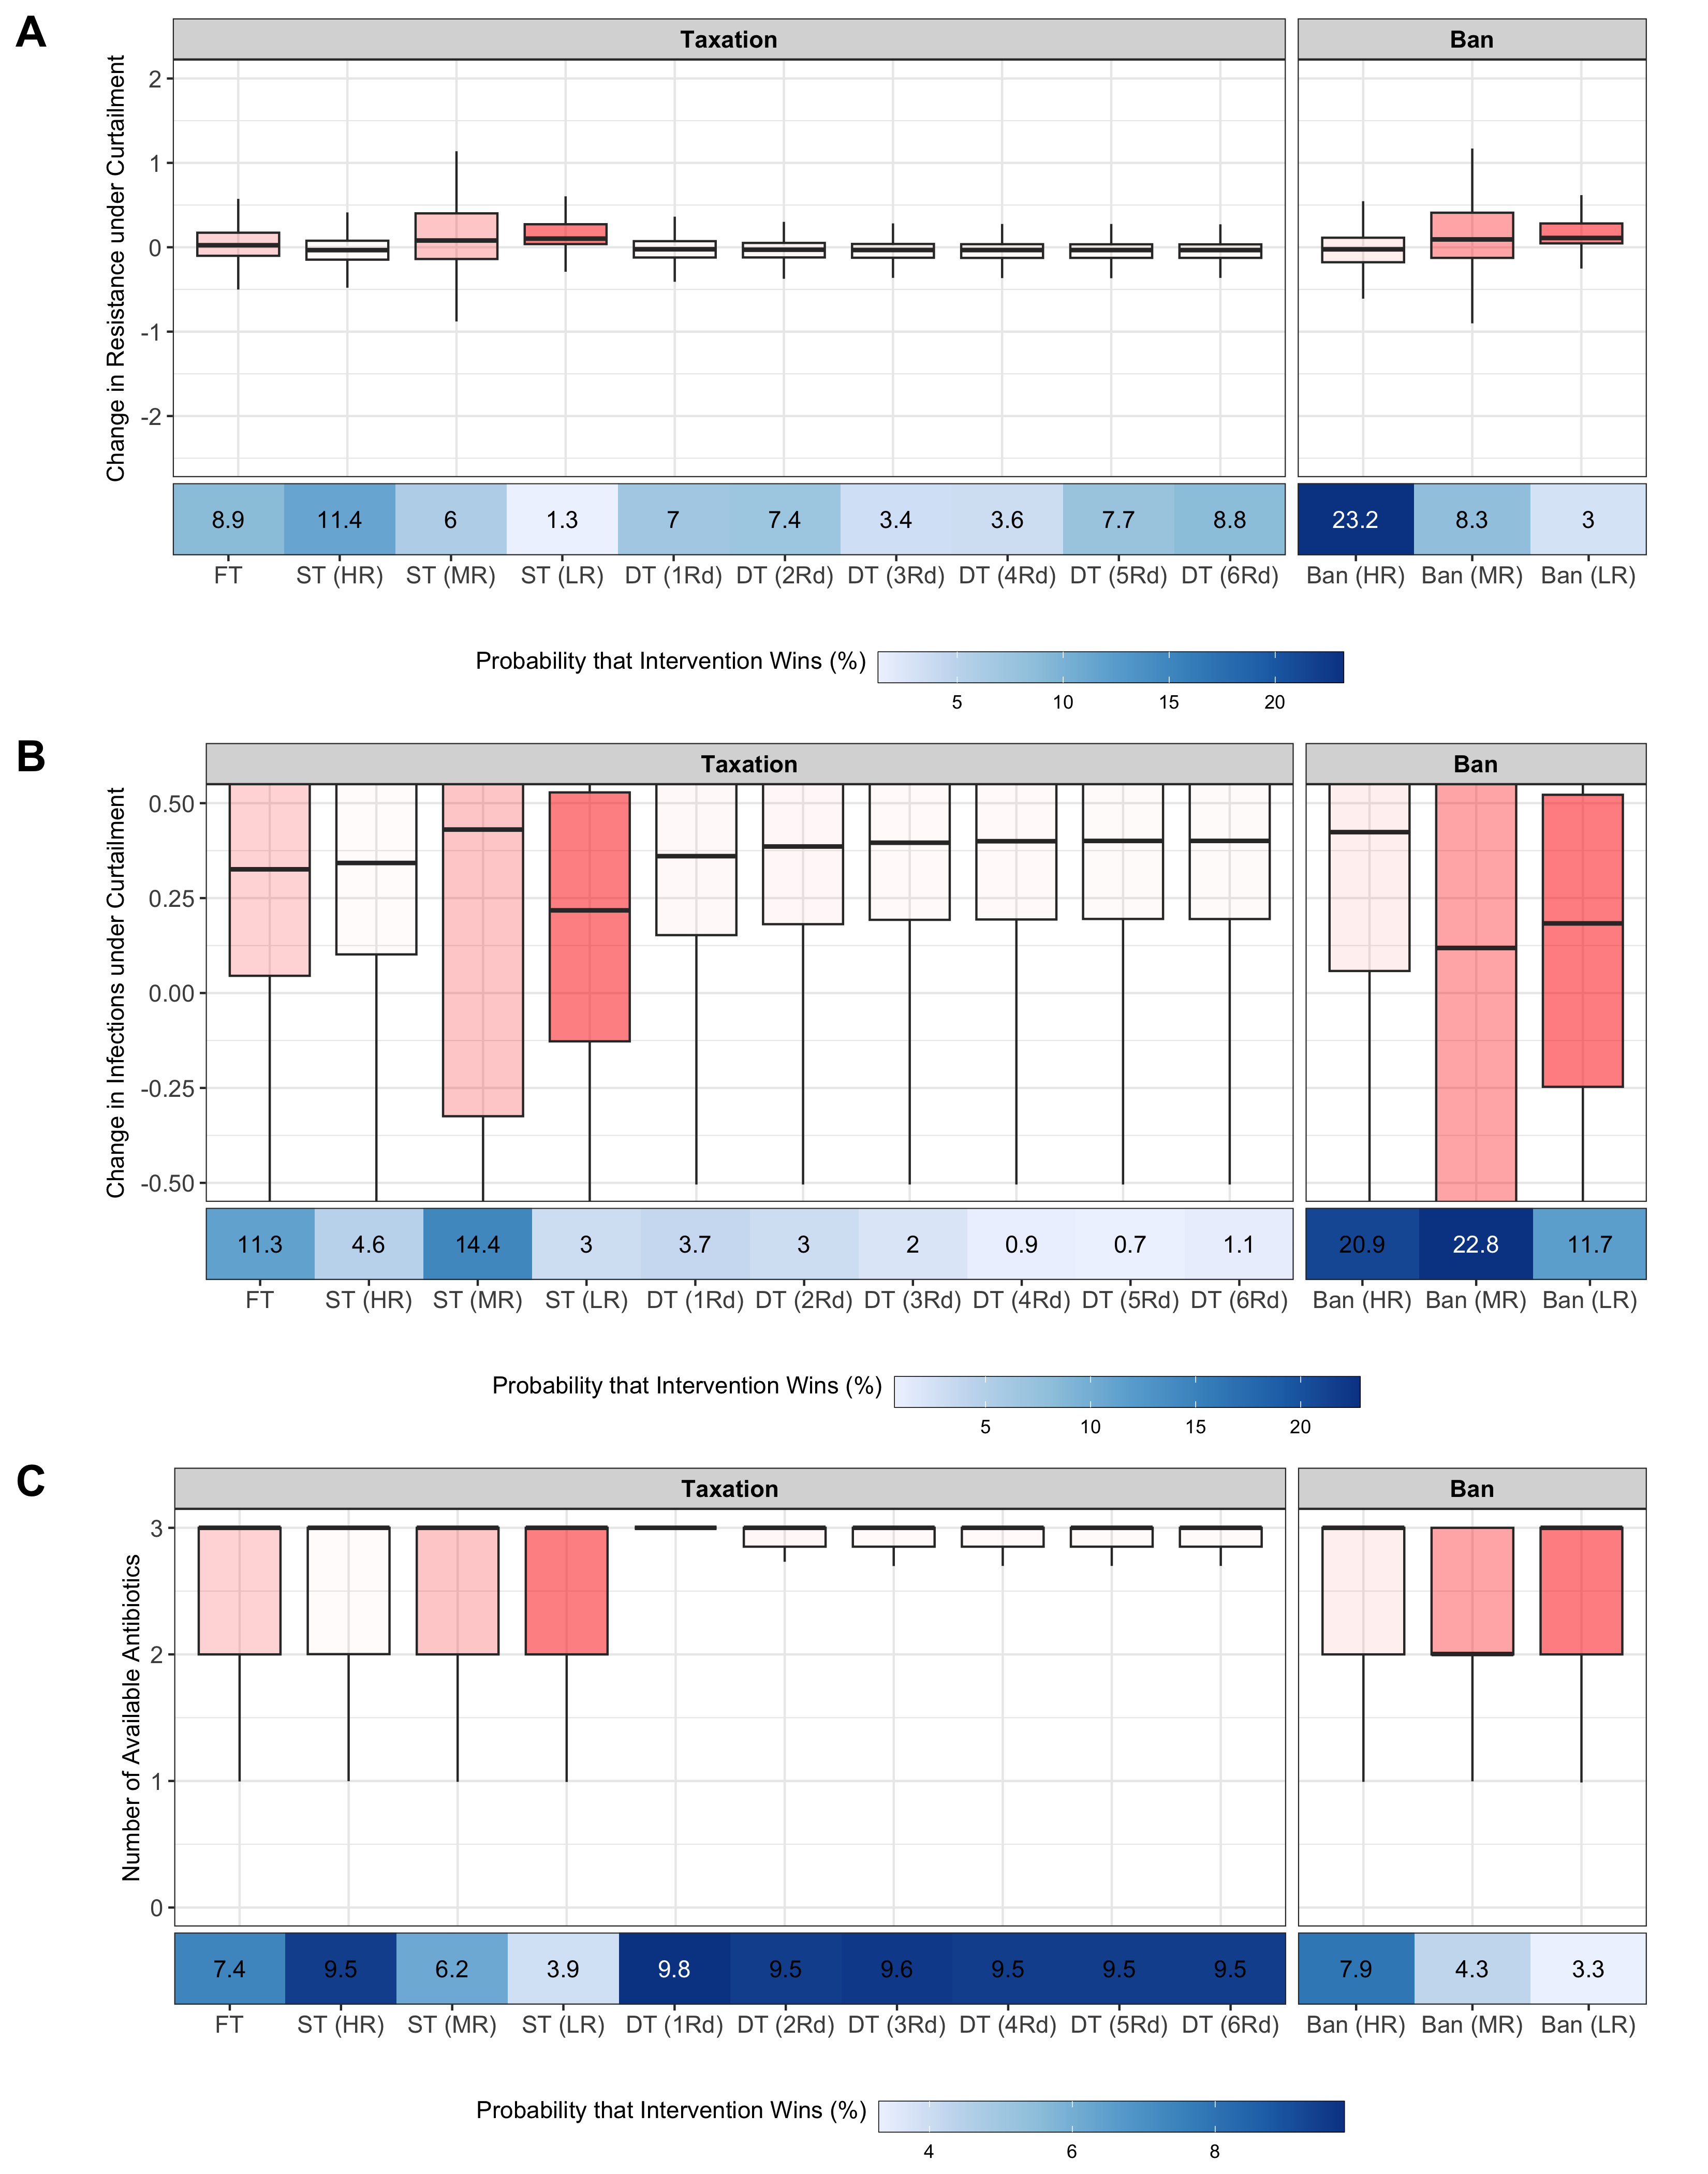 A
Taxation
Ban
Change in Resistance under Curtailment
2
1
0
-1
-2
8.9 11.4 6 1.3 7 7.4 3.4 3.6 7.7 8.8 23.2 8.3 3
FT ST (HR) ST (MR) ST (LR) DT (1Rd) DT (2Rd) DT (3Rd) DT (4Rd) DT (5Rd) DT (6Rd) Ban (HR) Ban (MR) Ban (LR)
Probability that Intervention Wins (%)
5 10 15 20
B
Taxation
Ban
Change in Infections under Curtailment
0.50
0.25
0.00
-0.25
-0.50
11.3 4.6 14.4 3 3.7 3 2 0.9 0.7 1.1 20.9 22.8 11.7
FT ST (HR) ST (MR) ST (LR) DT (1Rd) DT (2Rd) DT (3Rd) DT (4Rd) DT (5Rd) DT (6Rd) Ban (HR) Ban (MR) Ban (LR)
Probability that Intervention Wins (%)
5 10 15 20
C
Taxation
Ban
Number of Available Antibiotics
3
2
1
0
7.4 9.5 6.2 3.9 9.8 9.5 9.6 9.5 9.5 9.5 7.9 4.3 3.3
FT ST (HR) ST (MR) ST (LR) DT (1Rd) DT (2Rd) DT (3Rd) DT (4Rd) DT (5Rd) DT (6Rd) Ban (HR) Ban (MR) Ban (LR)
Probability that Intervention Wins (%)
4 6 8